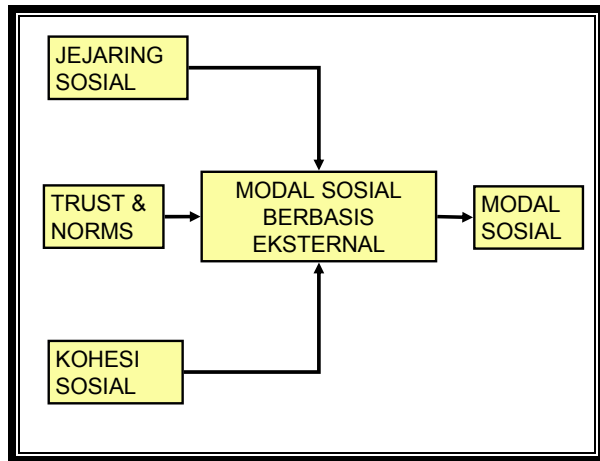 JEJARING
SOSIAL
TRUST &
NORMS
MODAL SOSIAL
BERBASIS
EKSTERNAL
MODAL
SOSIAL
KOHESI
SOSIAL